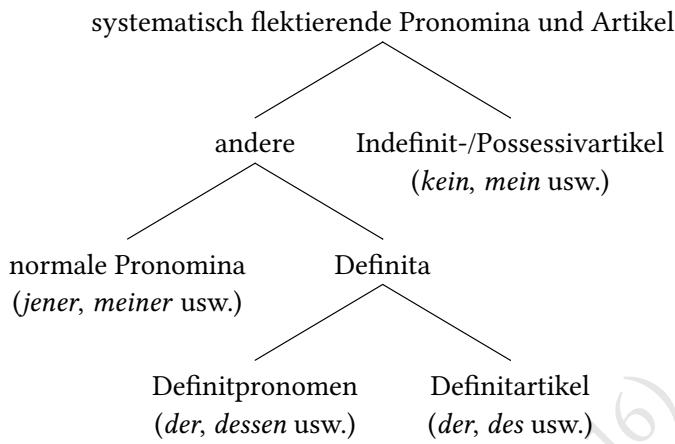 systematisch flektierende Pronomina und Artikel
andere
Indefinit-/Possessivartikel
(kein, mein usw.)
normale Pronomina
(jener, meiner usw.)
Definita
Definitpronomen
(der, dessen usw.)
Definitartikel
(der, des usw.)
16)